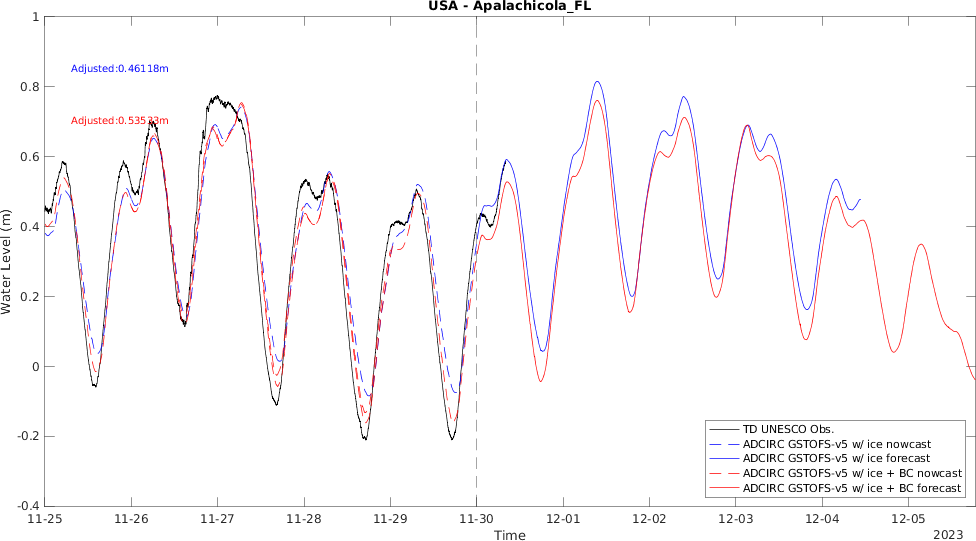 USA - Apalachicola_FL
1
0.8
0.6
0.4
0.2
0
-0.2
-0.4
Water Level (m)
Adjusted:0.46118m
Adjusted:0.53533m
TD UNESCO Obs.
ADCIRC GSTOFS-v5 w/ ice nowcast
ADCIRC GSTOFS-v5 w/ ice forecast
ADCIRC GSTOFS-v5 w/ ice + BC nowcast
ADCIRC GSTOFS-v5 w/ ice + BC forecast
11-25 11-26 11-27 11-28 11-29 11-30 12-01 12-02 12-03 12-04 12-05
Time
2023